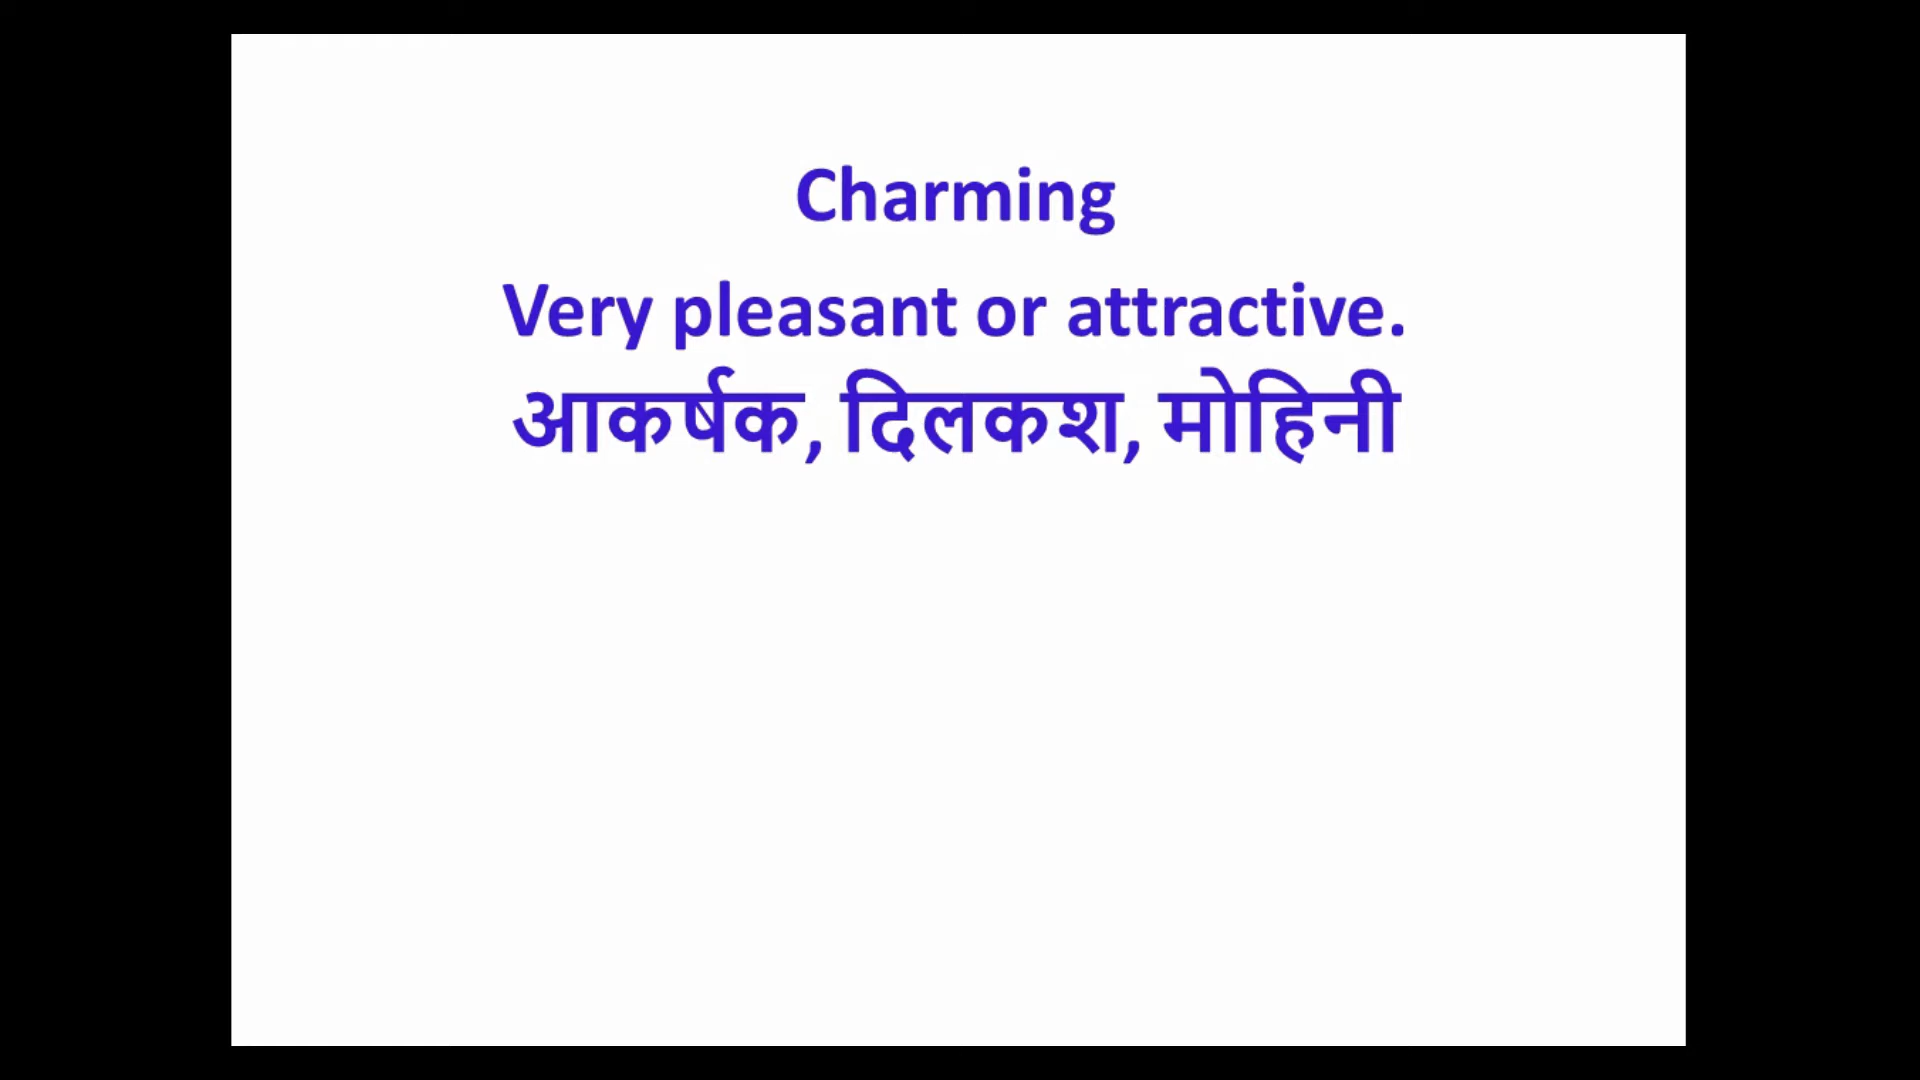 Charming
Very pleasant or attractive.
आकर्षक, दिलकश, मोहिनी